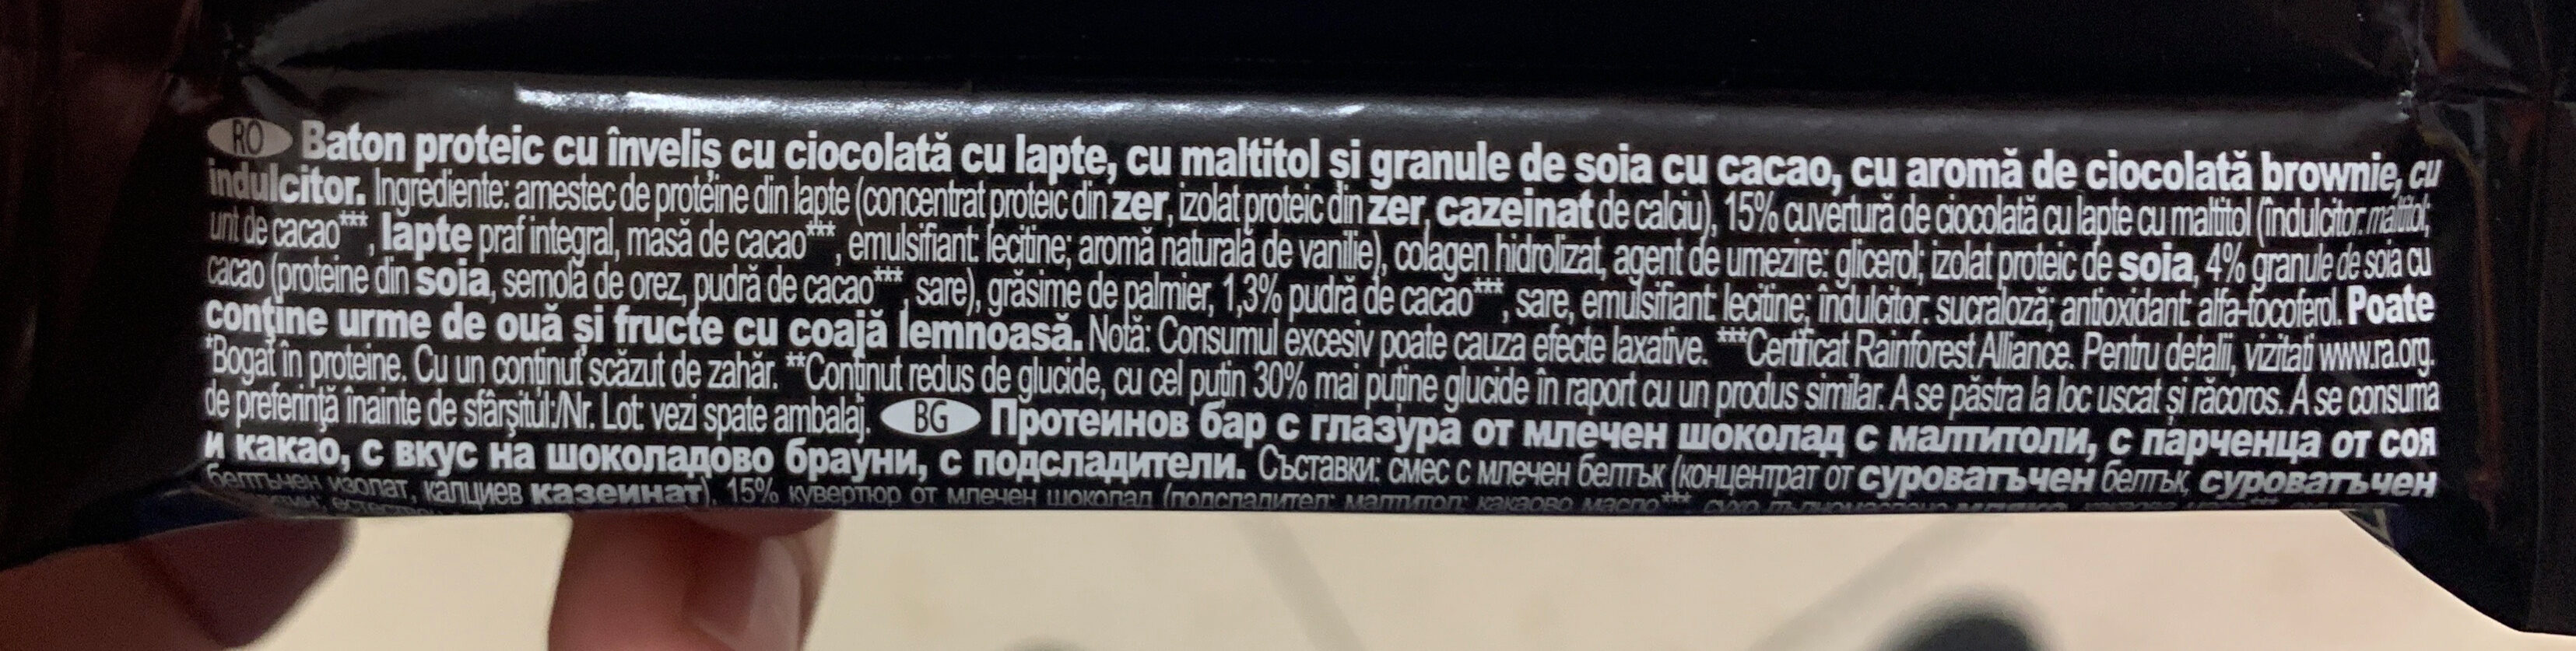 RO Baton proteic cu înveliș cu ciocolată cu lapte, cu maltitol și granule de soia cu cacao, cu aromă de ciocolată brownie, cu
îndulcitor. Ingrediente: amestec de proteine din lapte (concentrat proteic din zer, izolat proteic din zer, cazeinat de calciu), 15% cuvertură de ciocolată cu lapte cu maltitol (îndulcitor: maltitol;
unt de cacao***, lapte praf integral, masă de cacao***, emulsifiant: lecitine; aromă naturală de vanilie), colagen hidrolizat, agent de umezire: glicerol; izolat proteic de soia, 4% granule de soia cu
cacao (proteine din soia, semolă de orez, pudră de cacao***, sare), grăsime de palmier, 1,3% pudră de cacao***, sare, emulsifiant: lecitine; îndulcitor: sucraloză; antioxidant: alfa-tocoferol. Poate
conține urme de ouă și fructe cu coajă lemnoasă. Notă: Consumul excesiv poate cauza efecte laxative. ***Certificat Rainforest Alliance. Pentru detalii, vizitați www.ra.org.
*Bogat în proteine. Cu un conținut scăzut de zahăr. **Conținut redus de glucide, cu cel puțin 30% mai puține glucide în raport cu un produs similar. A se păstra la loc uscat și răcoros. A se consuma
de preferință înainte de sfârșitul:/Nr. Lot: vezi spate ambalaj. BG Протеинов бар с глазура от млечен шоколад с малтитоли, с парченца от соя
и какао, с вкус на шоколадово брауни, с подсладители. Съставки: смес с млечен белтък (концентрат от суроватъчен белтък, суроватъчен
белтъчен изолат, калциев казеинат), 15% кувертюр от млечен шоколад (подсладител: малтитол; какаово масло***